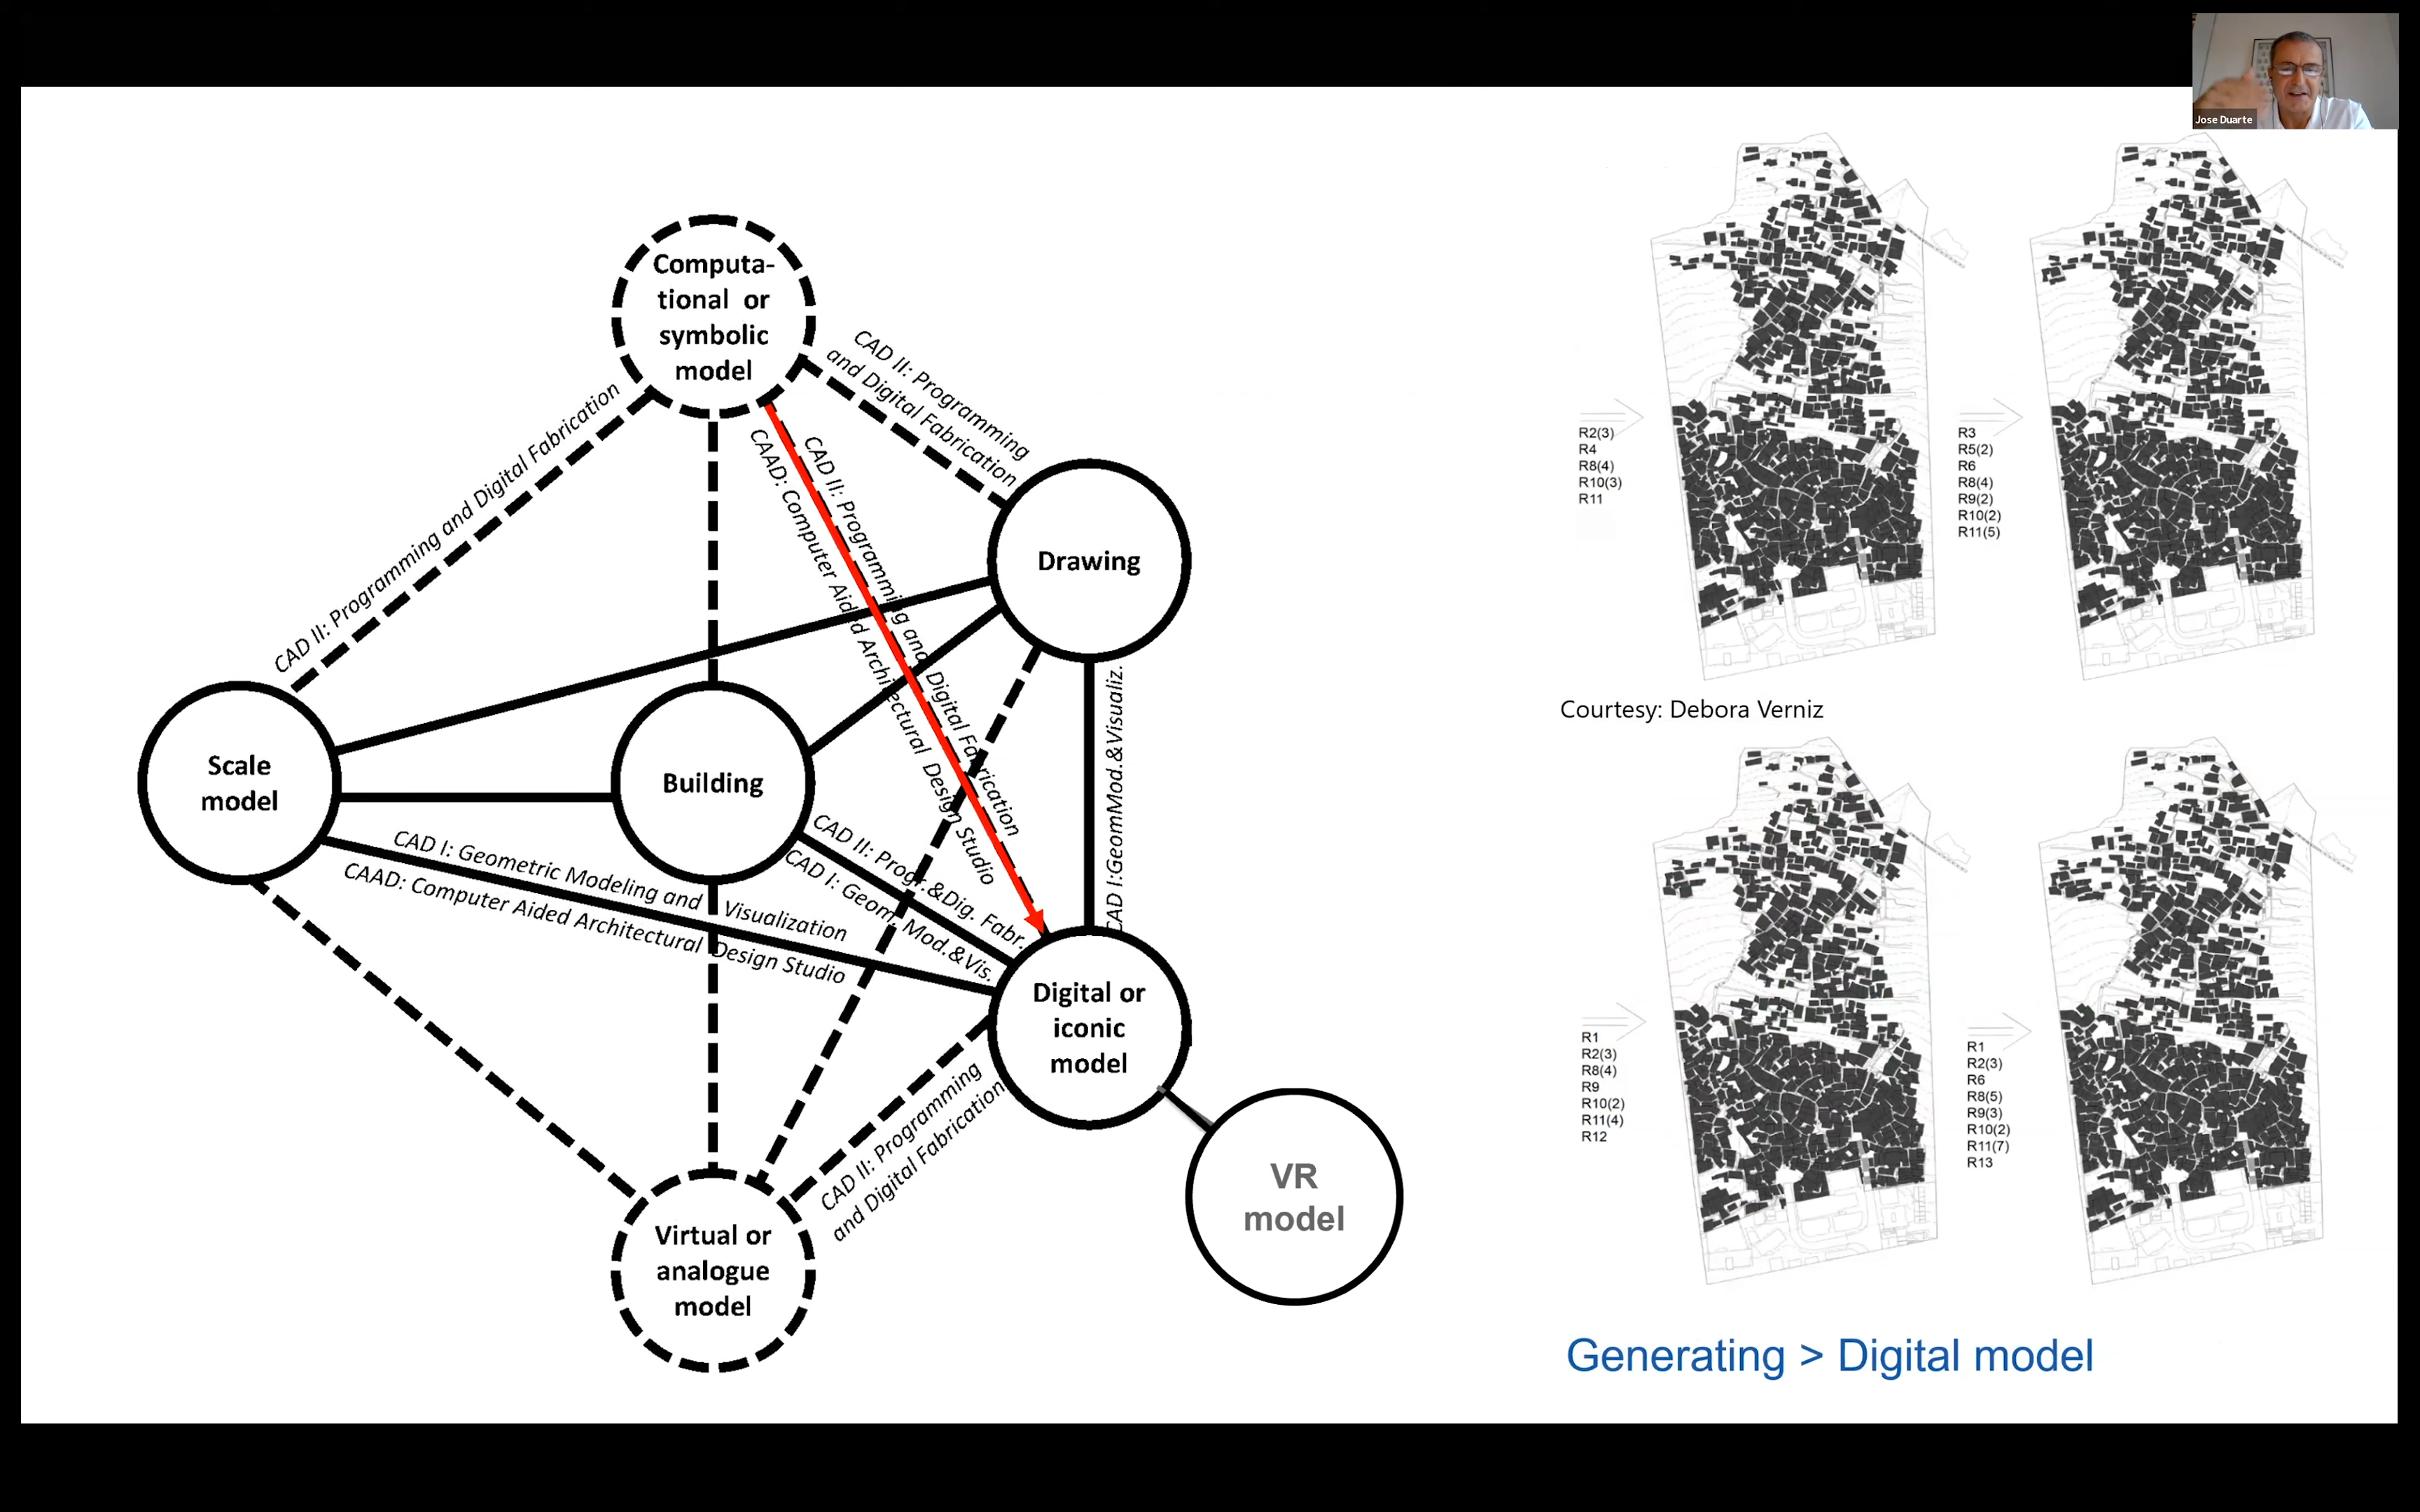 Jose Duarte
Computa-
tional or
symbolic
model
CAD II: Programming
and Digital Fabrication
CAD II: Programming and Digital Fabrication
CAD II: Programming and Digital Fabrication
CAAD: Computer Aided Architectural Design Studio
Drawing
CAD I:GeomMod.&Visualiz.
Scale
model
Building
CAD II: Progr.&Dig. Fabr.
CAD I: Geom. Mod.&Vis.
CAD I: Geometric Modeling and Visualization
CAAD: Computer Aided Architectural Design Studio
Digital or
iconic
model
CAD II: Programming
and Digital Fabrication
VR
model
Virtual or
analogue
model
R2(3)
R4
R8(4)
R10(3)
R11
R3
R5(2)
R6
R8(4)
R9(2)
R10(2)
R11(5)
Courtesy: Debora Verniz
R1
R2(3)
R8(4)
R9
R10(2)
R11(4)
R12
R1
R2(3)
R6
R8(5)
R9(3)
R10(2)
R11(7)
R13
Generating > Digital model